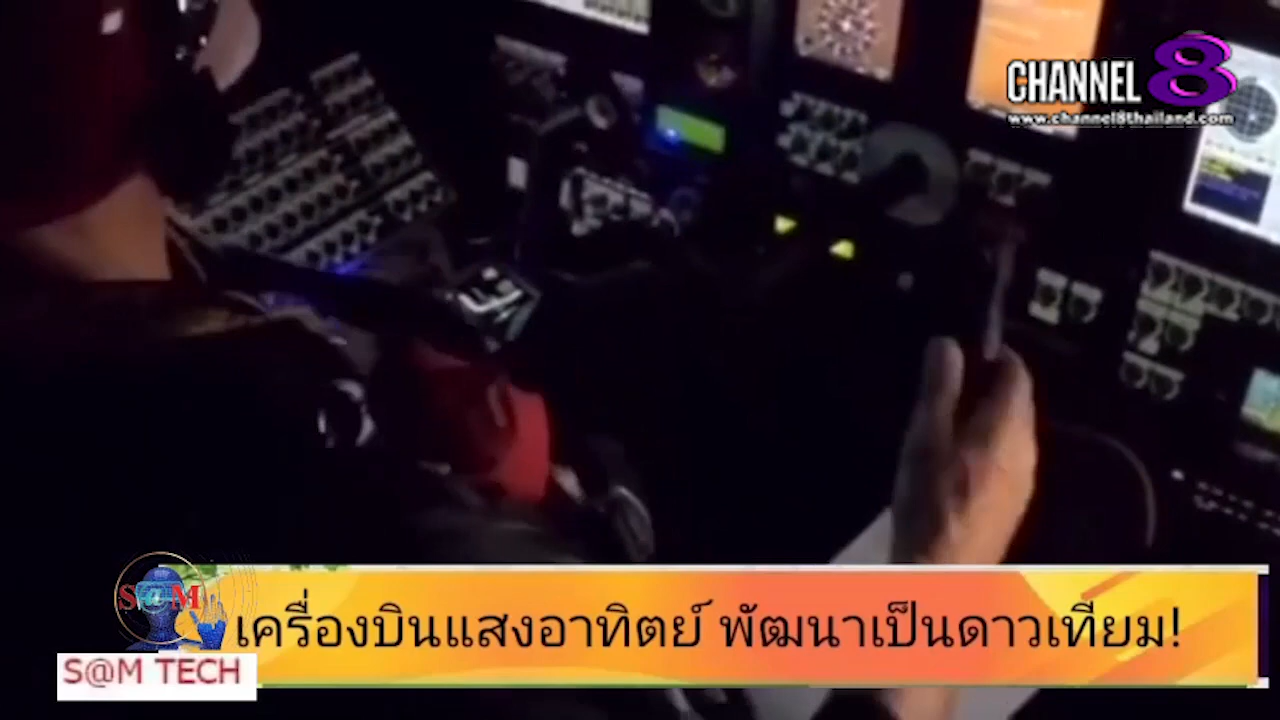 CHANNEL 8
www.channel8thailand.com
S@M
เครื่องบินแสงอาทิตย์ พัฒนาเป็นดาวเทียม!
S@M TECH